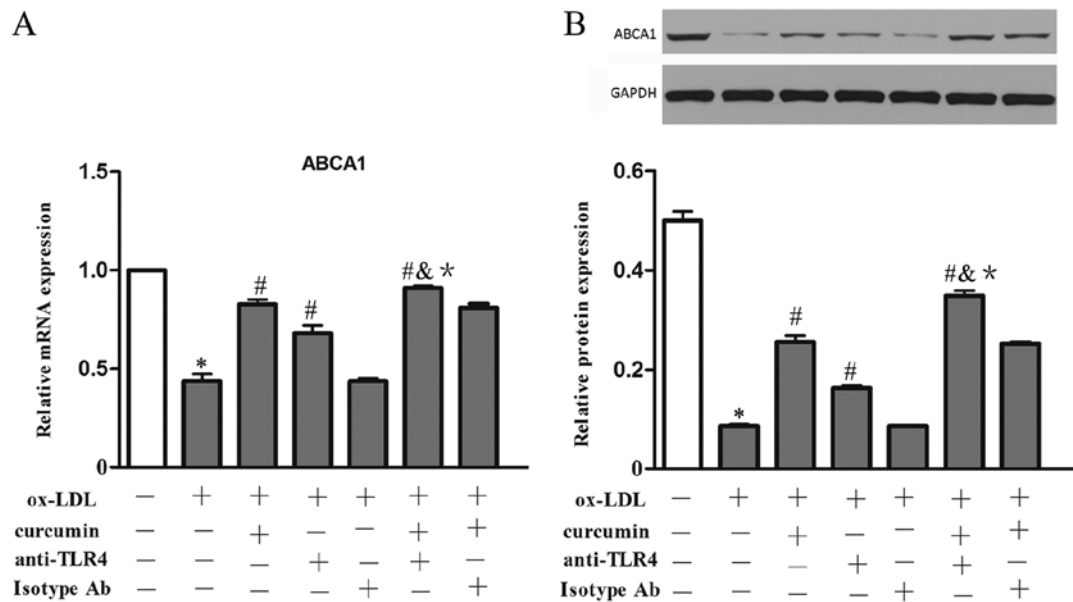 A
ABCA1
1.5
1.0
0.5
0
Relative mRNA expression
*
#
#
#& *
ox-LDL — + + + + + +
curcumin — — + — — + +
anti-TLR4 — — — + — + —
Isotype Ab — — — — + — +
B
ABCA1
GAPDH
0.6
0.4
0.2
0
Relative protein expression
*
#
#
#& *
ox-LDL — + + + + + +
curcumin — — + — — + +
anti-TLR4 — — — + — + —
Isotype Ab — — — — + — +